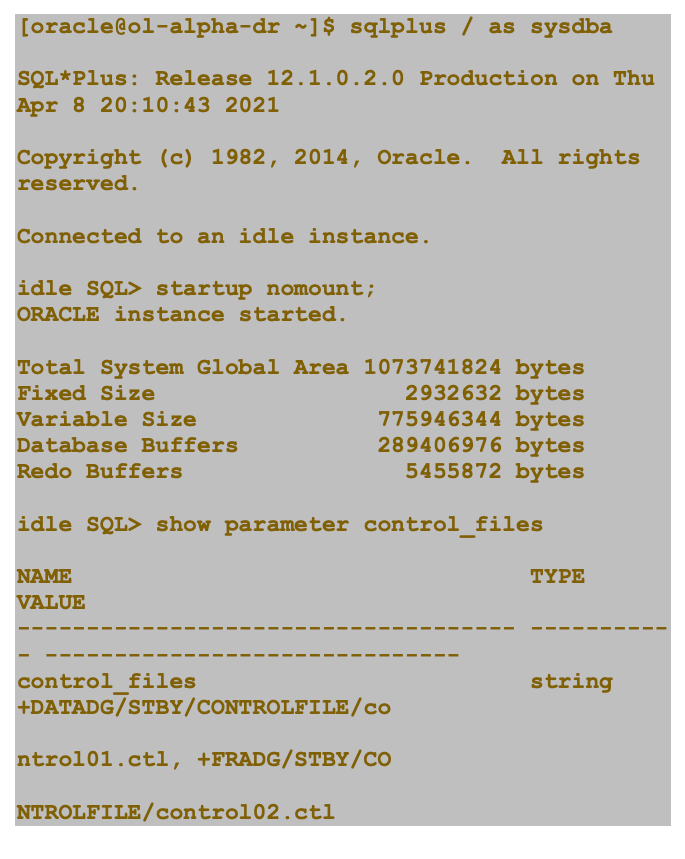 [oracle@ol-alpha-dr ~]$ sqlplus / as sysdba
SQL*Plus: Release 12.1.0.2.0 Production on Thu
Apr 8 20:10:43 2021
Copyright (c) 1982, 2014, Oracle.  All rights
reserved.
Connected to an idle instance.
idle SQL> startup nomount;
ORACLE instance started.
Total System Global Area 1073741824 bytes
Fixed Size                  2932632 bytes
Variable Size             775946344 bytes
Database Buffers          289406976 bytes
Redo Buffers                5455872 bytes
idle SQL> show parameter control_files
NAME                                 TYPE
VALUE
------------------------------------ ----------
- ------------------------------
control_files                        string
+DATADG/STBY/CONTROLFILE/co
ntrol01.ctl, +FRADG/STBY/CO
NTROLFILE/control02.ctl